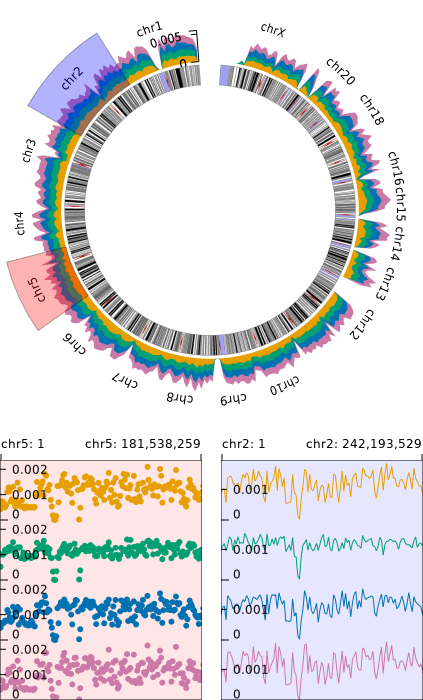 chr1
0.005
0
chrX
chr2
chr20
chr18
chr3
chr16
chr15
chr4
chr14
chr5
chr13
chr6
chr12
chr7
chr10
chr8
chr9
chr5: 1
chr5: 181,538,259
chr2: 1
chr2: 242,193,529
0.002
0.001
0
0.002
0.001
0
0.002
0.001
0
0.002
0.001
0
0.001
0
0.001
0
0.001
0
0.001
0